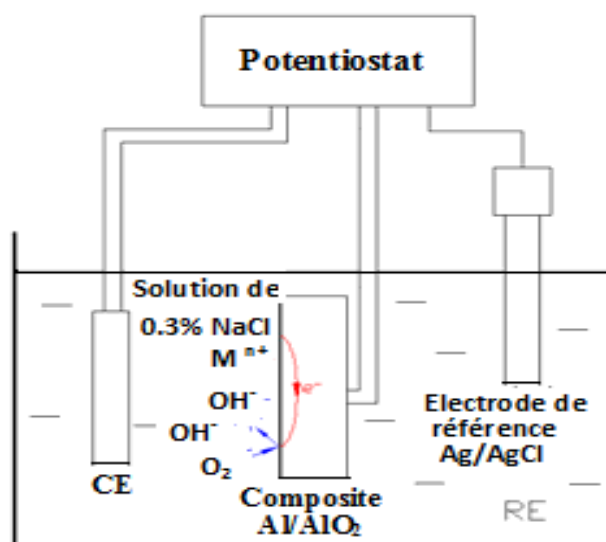 Potentiostat
Solution de
0.3% NaCl
M n+
e-
OH-
OH-
O2
CE
Composite
Al/AlO2
Electrode de
référence
Ag/AgCl
RE